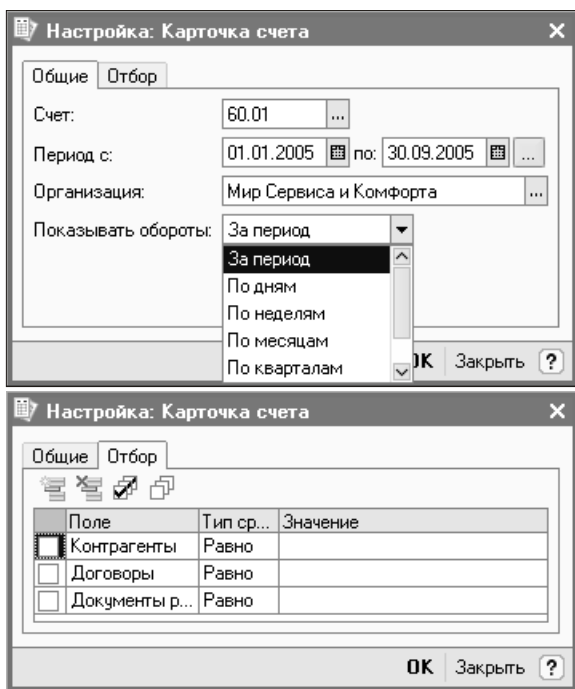 Настройка: Карточка счета
Общие Отбор
Счет: 60.01 ...
Период с: 01.01.2005 по: 30.09.2005 ...
Организация: Мир Сервиса и Комфорта ...
Показывать обороты: За период
За период
По дням
По неделям
По месяцам
По кварталам
OK Закрыть ?
Настройка: Карточка счета
Общие Отбор
Поле Тип ср... Значение
Контрагенты Равно
Договоры Равно
Документы р... Равно
OK Закрыть ?